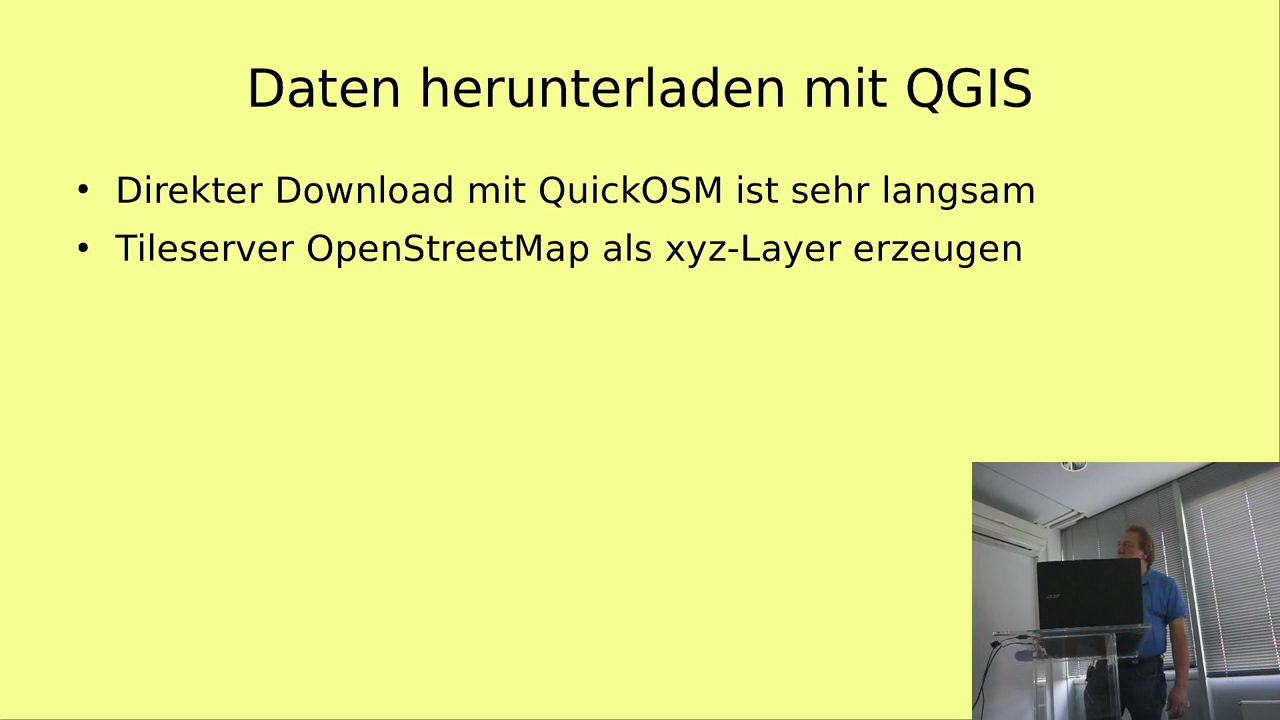 Daten herunterladen mit QGIS
• Direkter Download mit QuickOSM ist sehr langsam
• Tileserver OpenStreetMap als xyz-Layer erzeugen